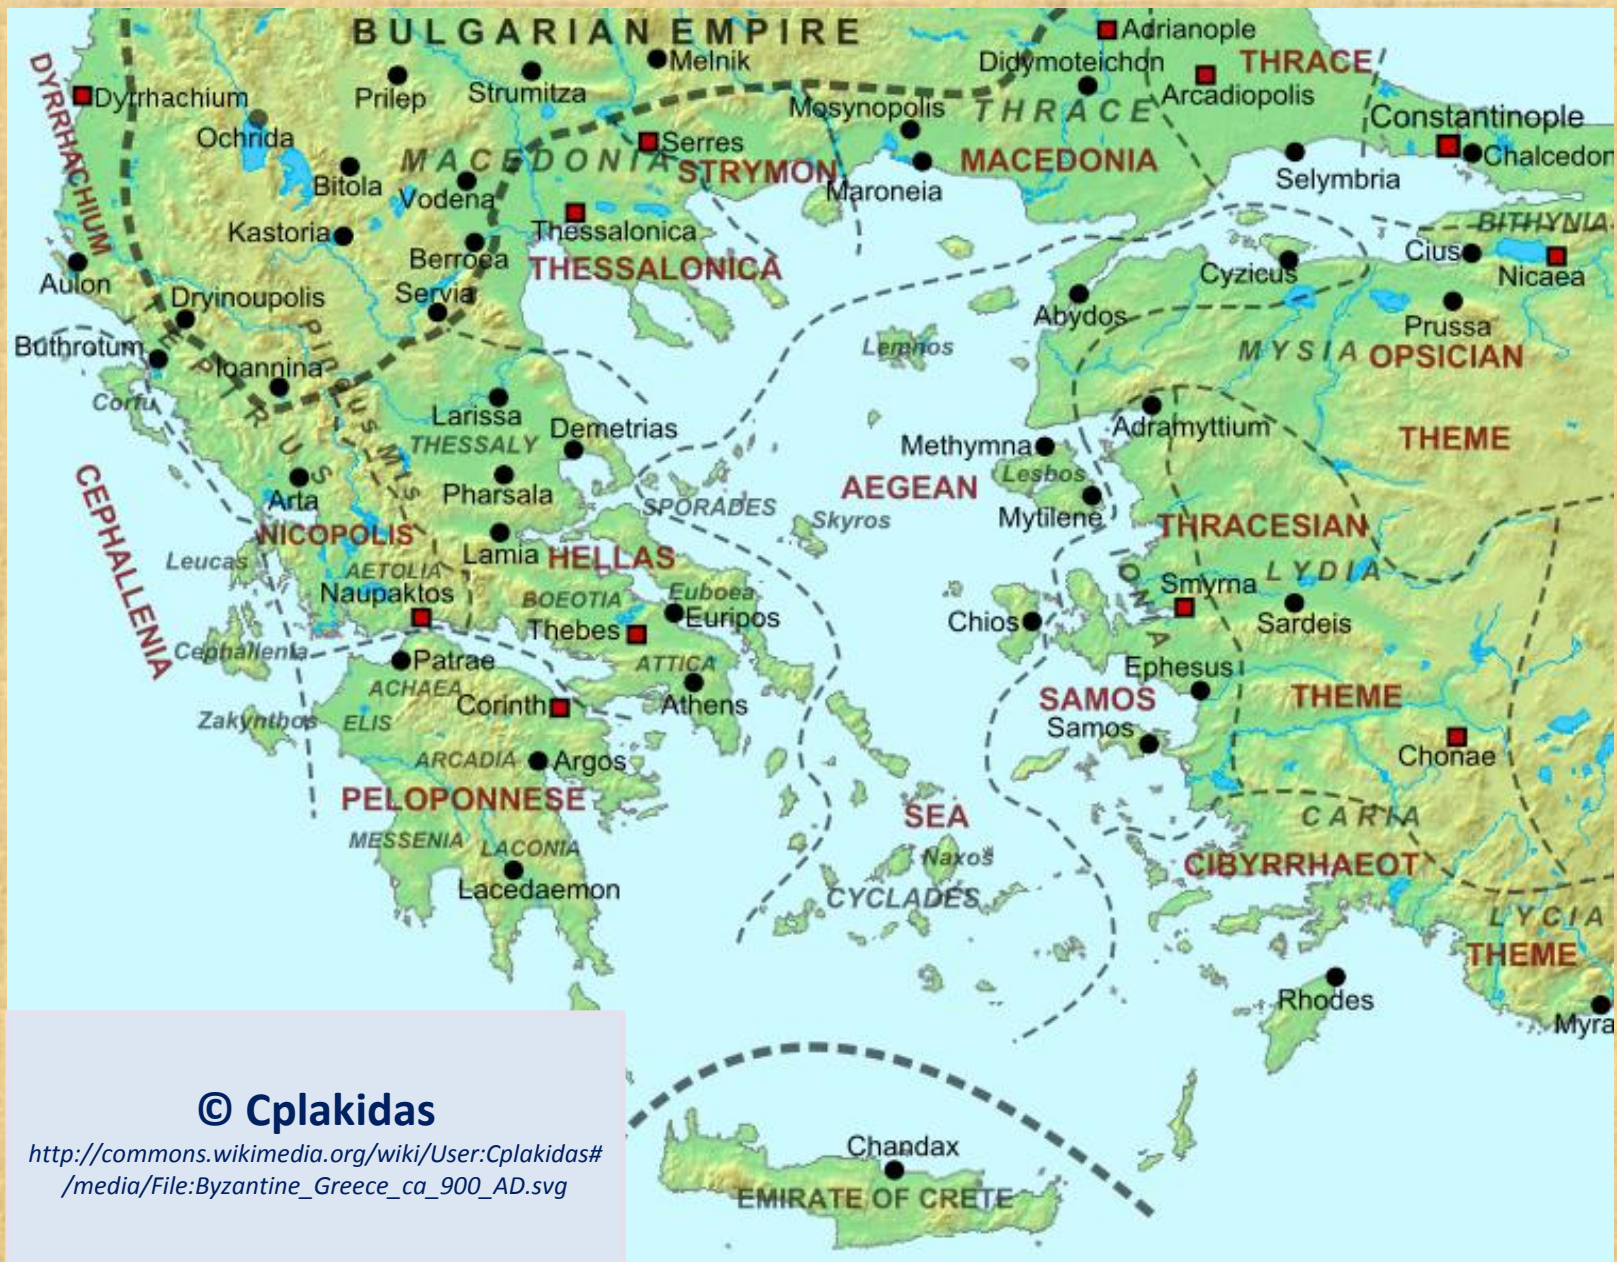 BULGARIAN EMPIRE
Adrianople
Melnik
Didymoteichon
THRACE
DYRRHACHIUM
Dyrrhachium
Prilep
Strumitza
Mosynopolis
THRACE
Arcadiopolis
Constantinople
Ochrida
Serres
MACEDONIA
STRYMON
MACEDONIA
Chalcedon
Bitola
Vodena
Maroneia
Selymbria
Kastoria
Thessalonica
BITHYNIA
Berroea
THESSALONICA
Cius
Nicaea
Aulon
Dryinoupolis
Servia
Cyzicus
Abydos
Prussa
Buthrotum
Ioannina
EPIRUS
Pindus Mts
Lemnos
MYSIA
OPSICIAN
Corfu
Larissa
THESSALY
Demetrias
Adramyttium
THEME
Methymna
Lesbos
CEPHALLENIA
Arta
Pharsala
SPORADES
AEGEAN
Skyros
Mytilene
NICOPOLIS
Lamia
HELLAS
THRACESIAN
Leucas
AETOLIA
Naupaktos
BOEOTIA
Euboea
IONIA
Smyrna
LYDIA
Thebes
Euripos
Chios
Sardeis
Cephallenia
Patrae
ATTICA
Ephesus
ACHAEA
Zakynthos
ELIS
Corinth
Athens
SAMOS
Samos
THEME
ARCADIA
Argos
Chonae
PELOPONNESE
SEA
CARIA
MESSENIA
LACONIA
Naxos
CIBYRRHAEOT
Lacedaemon
CYCLADES
LYCIA
THEME
Rhodes
Myra
© Cplakidas
http://commons.wikimedia.org/wiki/User:Cplakidas#
/media/File:Byzantine_Greece_ca_900_AD.svg
Chandax
EMIRATE OF CRETE